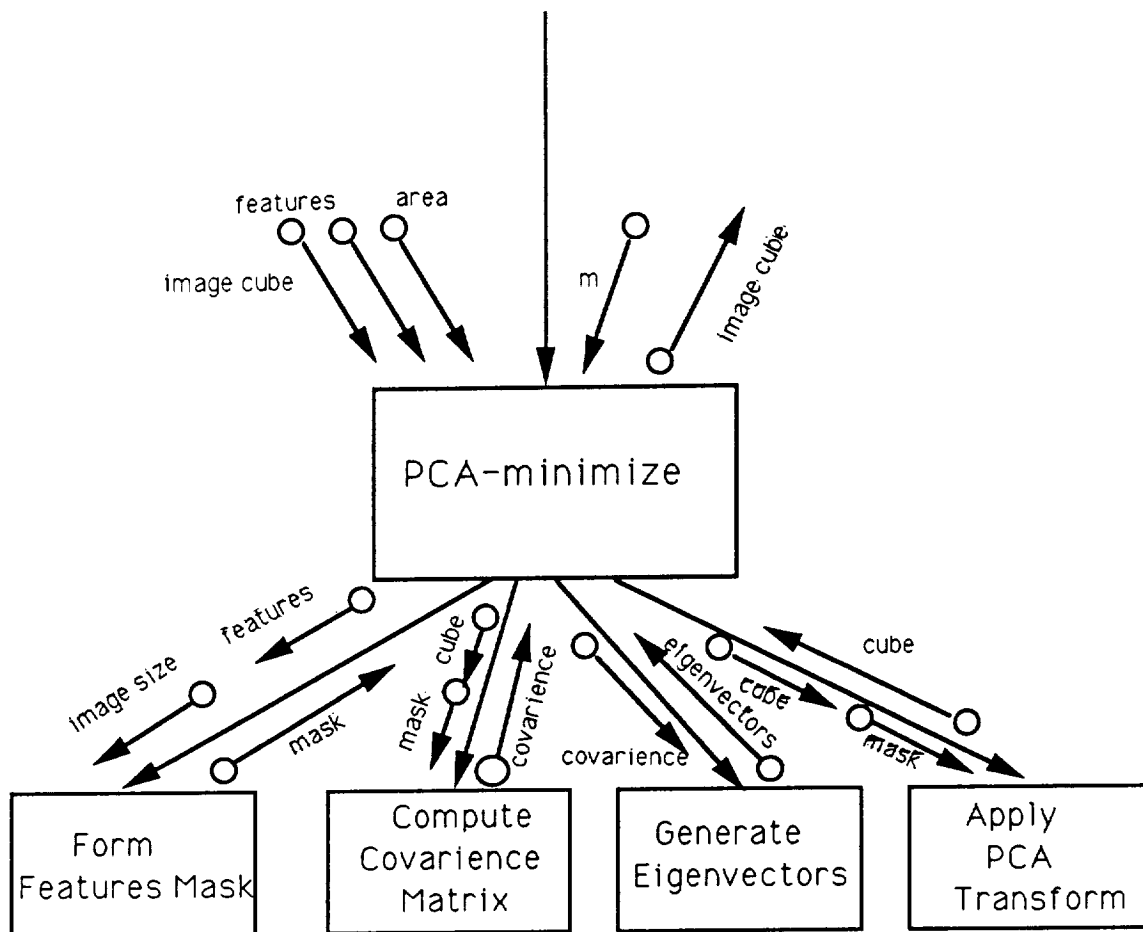 features
area
image cube
m
image cube
PCA-minimize
features
image size
mask
cube
mask
covarience
covarience
eigenvectors
cube
mask
cube
Form
Features Mask
Compute
Covarience
Matrix
Generate
Eigenvectors
Apply
PCA
Transform